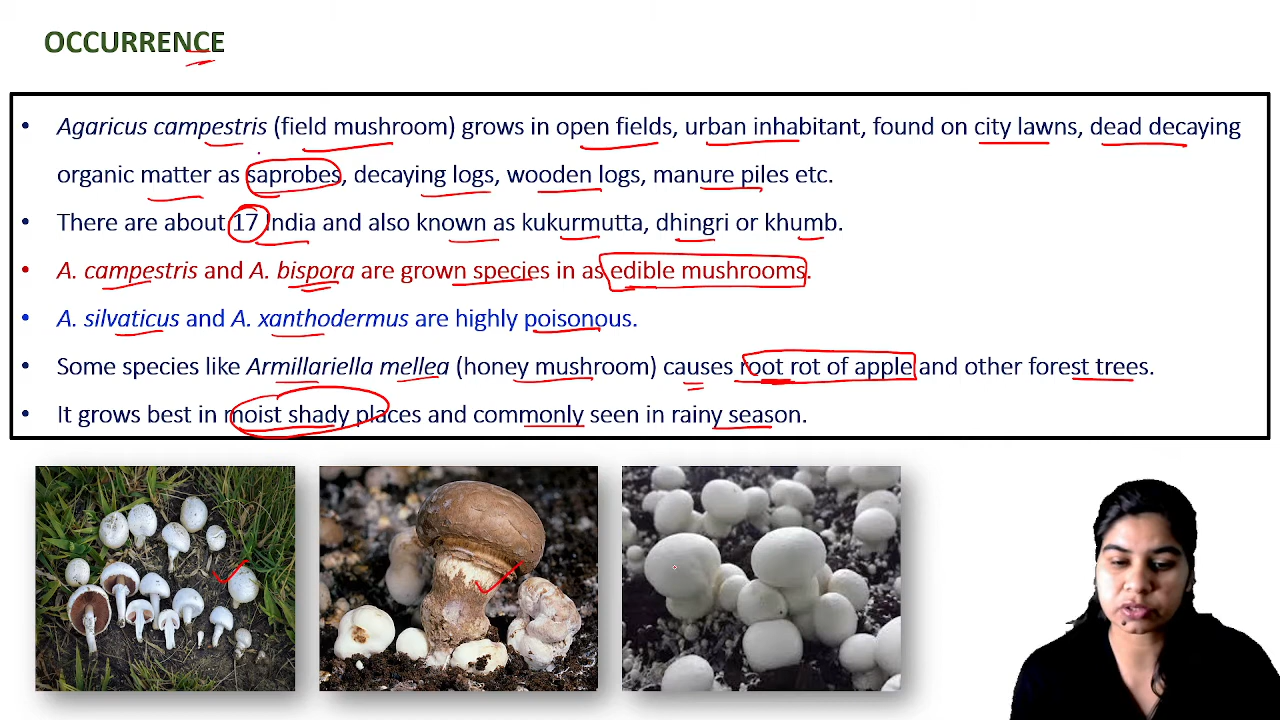 OCCURRENCE
• Agaricus campestris (field mushroom) grows in open fields, urban inhabitant, found on city lawns, dead decaying
organic matter as saprobes, decaying logs, wooden logs, manure piles etc.
• There are about 17 India and also known as kukurmutta, dhingri or khumb.
• A. campestris and A. bispora are grown species in as edible mushrooms.
• A. silvaticus and A. xanthodermus are highly poisonous.
• Some species like Armillariella mellea (honey mushroom) causes root rot of apple and other forest trees.
• It grows best in moist shady places and commonly seen in rainy season.